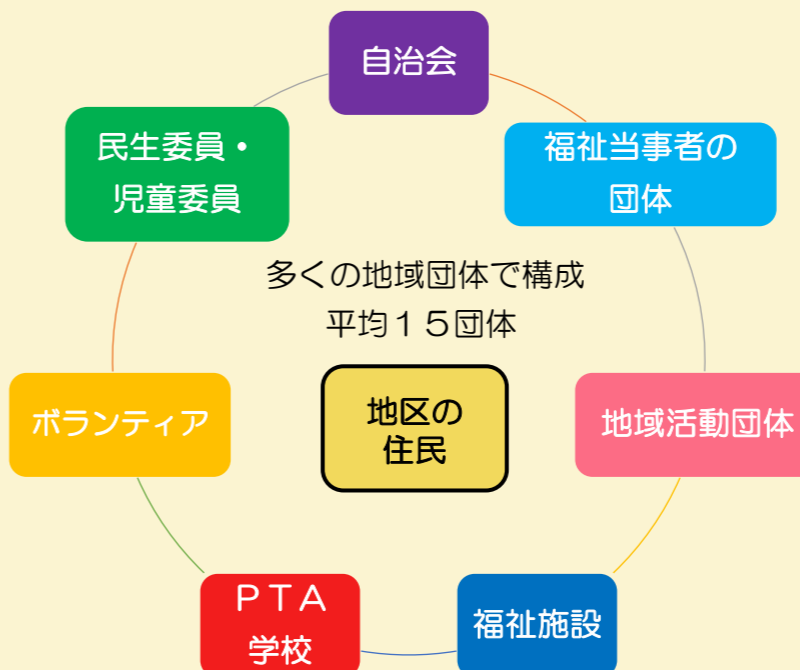 自治会
民生委員・
児童委員
福祉当事者の
団体
多くの地域団体で構成
平均１５団体
ボランティア
地区の
住民
地域活動団体
ＰＴＡ
学校
福祉施設